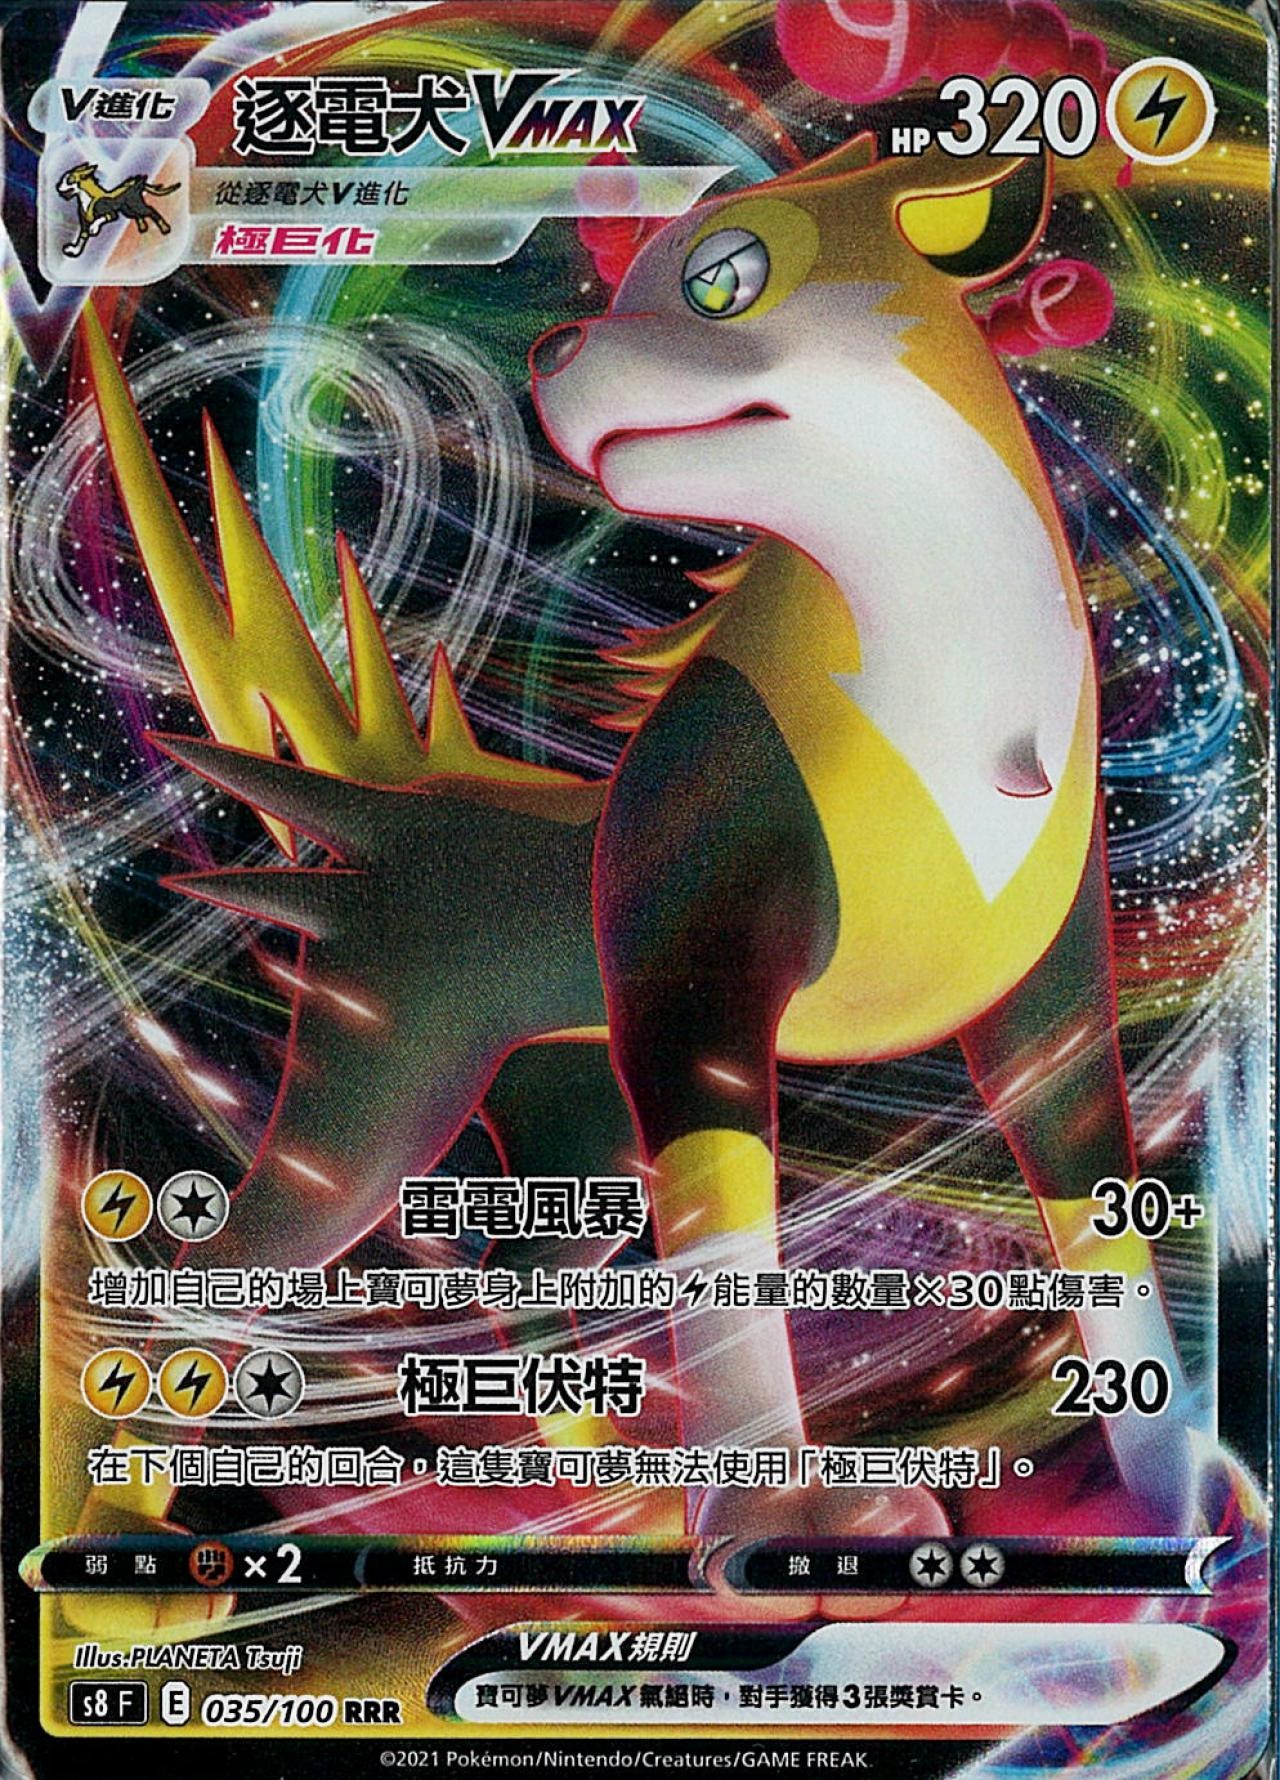 V進化
逐電犬VMAX
HP320
從逐電犬V進化
極巨化
雷電風暴 30+
增加自己的場上寶可夢身上附加的能量的數量×30點傷害。
極巨伏特 230
在下個自己的回合，這隻寶可夢無法使用「極巨伏特」。
弱點 ×2 抵抗力 撤退
Illus.PLANETA Tsuji
VMAX規則
寶可夢VMAX氣絕時，對手獲得3張獎賞卡。
s8 F E 035/100 RRR
©2021 Pokémon/Nintendo/Creatures/GAME FREAK.